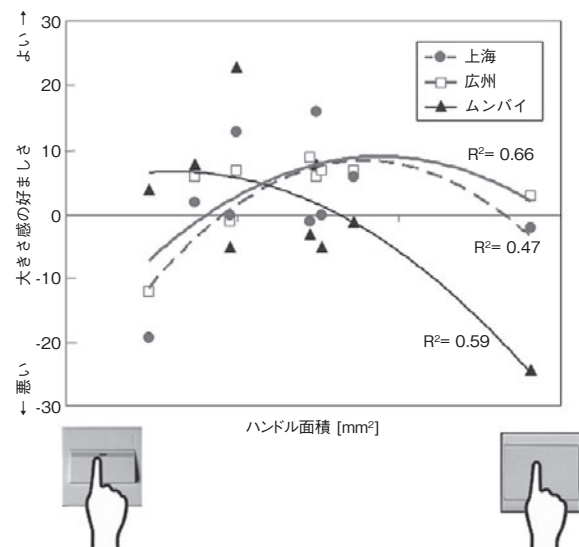 30
20
10
0
-10
-20
-30
よい →
大きさ感の好ましさ
← 悪い
上海
広州
ムンバイ
R²= 0.66
R²= 0.47
R²= 0.59
ハンドル面積 [mm²]